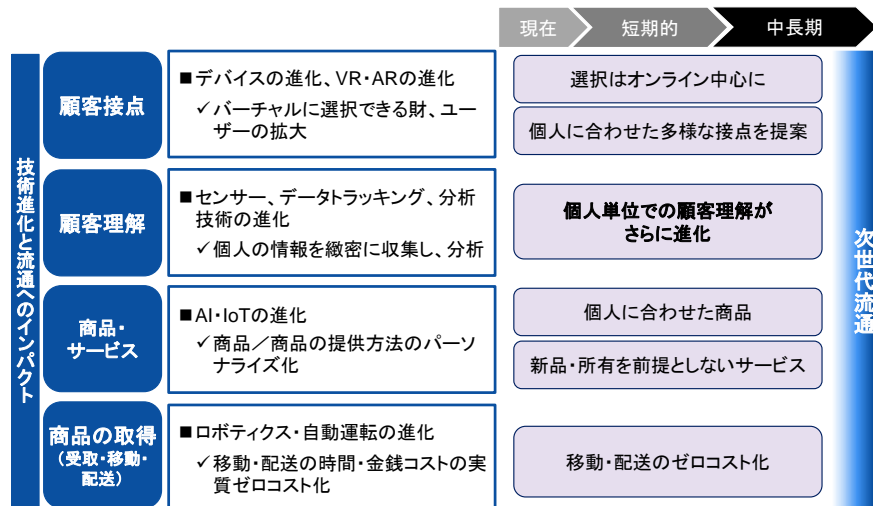 現在
短期的
中長期
技術進化と流通へのインパクト
顧客接点
■デバイスの進化、VR・ARの進化
✓バーチャルに選択できる財、ユー
ザーの拡大
選択はオンライン中心に
個人に合わせた多様な接点を提案
顧客理解
■センサー、データトラッキング、分析
技術の進化
✓個人の情報を緻密に収集し、分析
個人単位での顧客理解が
さらに進化
商品・
サービス
■AI・IoTの進化
✓商品／商品の提供方法のパーソ
ナライズ化
個人に合わせた商品
新品・所有を前提としないサービス
商品の取得
（受取・移動・
配送）
■ロボティクス・自動運転の進化
✓移動・配送の時間・金銭コストの実
質ゼロコスト化
移動・配送のゼロコスト化
次世代流通